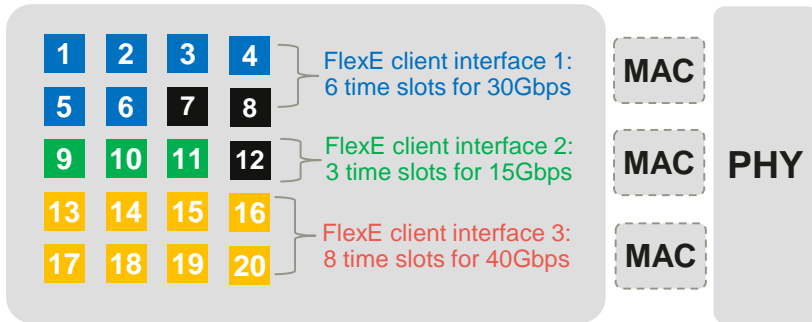 1 2 3 4
FlexE client interface 1:
6 time slots for 30Gbps
MAC
5 6 7 8
9 10 11 12
FlexE client interface 2:
3 time slots for 15Gbps
MAC
PHY
13 14 15 16
FlexE client interface 3:
8 time slots for 40Gbps
MAC
17 18 19 20